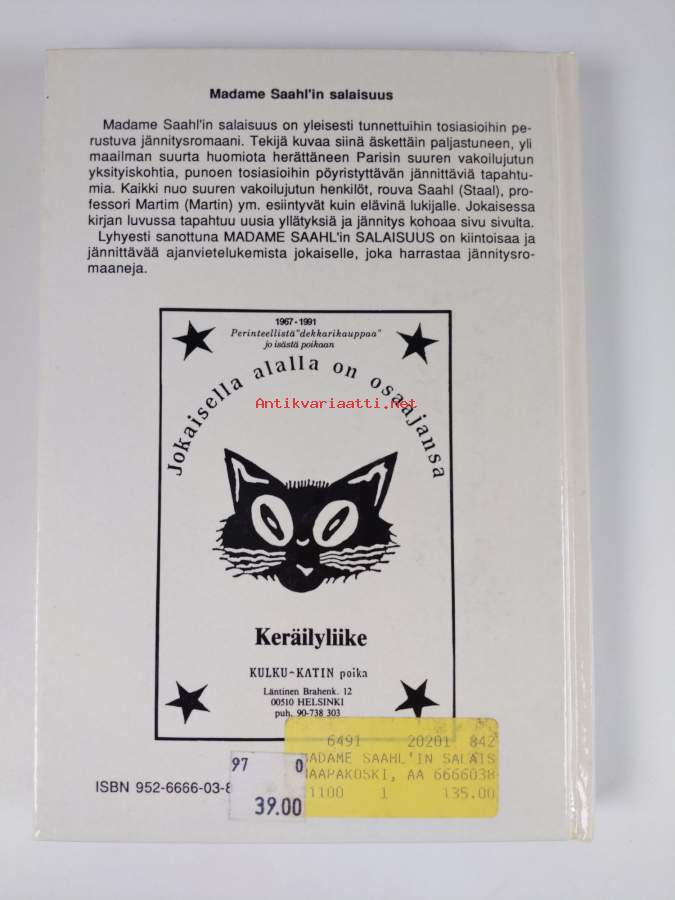 Madame Saahl'in salaisuus
Madame Saahl'in salaisuus on yleisesti tunnettuihin tosiasioihin pe-
rustuva jännitysromaani. Tekijä kuvaa siinä äskettäin paljastuneen, yli
maailman suurta huomiota herättäneen Parisin suuren vakoilujutun
yksityiskohtia, punoen tosiasioihin pöyristyttävän jännittäviä tapahtu-
mia. Kaikki nuo suuren vakoilujutun henkilöt, rouva Saahl (Staal), pro-
fessori Martim (Martin) ym. esiintyvät kuin elävinä lukijalle. Jokaisessa
kirjan luvussa tapahtuu uusia yllätyksiä ja jännitys kohoaa sivu sivulta.
Lyhyesti sanottuna MADAME SAAHL'in SALAISUUS on kiintoisaa ja
jännittävää ajanvietelukemista jokaiselle, joka harrastaa jännitysro-
maaneja.
1967-1991
Perinteellistä "dekkarikauppaa"
jo isästä poikaan
Jokaisella alalla on osaajansa
Antikvariaatti.Net
Keräilyliike
KULKU-KATIN poika
Läntinen Brahenk. 12
00510 HELSINKI
puh. 90-738 303
6491 20201 842
MADAME SAAHL'IN SALAIS
HAAPAKOSKI, AA 6666038
1100 1 135.00
97 0
39.00
ISBN 952-6666-03-8